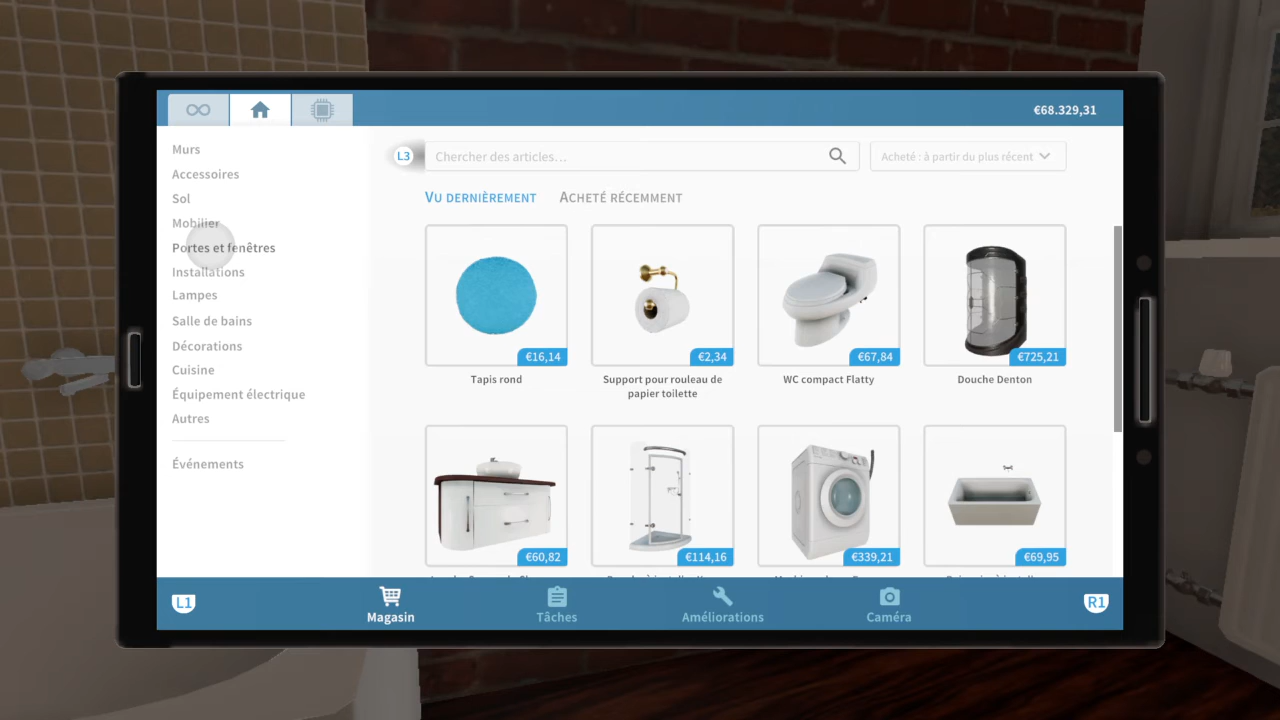 €68.329,31
Murs
Accessoires
Sol
Mobilier
Portes et fenêtres
Installations
Lampes
Salle de bains
Décorations
Cuisine
Équipement électrique
Autres
Événements
L3
Chercher des articles…
Acheté : à partir du plus récent
VU DERNIÈREMENT
ACHETÉ RÉCEMMENT
€16,14
€2,34
€67,84
€725,21
Tapis rond
Support pour rouleau de
papier toilette
WC compact Flatty
Douche Denton
€60,82
€114,16
€339,21
€69,95
L1
Magasin
Tâches
Améliorations
Caméra
R1